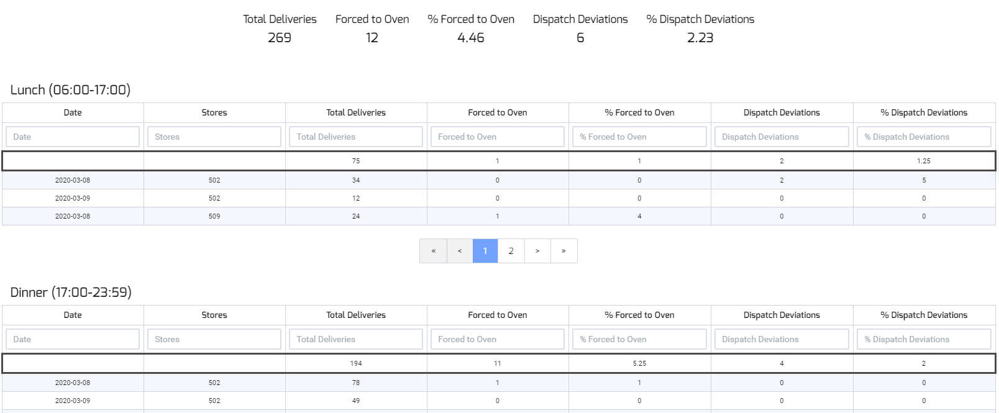 Total Deliveries Forced to Oven % Forced to Oven Dispatch Deviations % Dispatch Deviations
269 12 4.46 6 2.23
Lunch (06:00-17:00)
Date Stores Total Deliveries Forced to Oven % Forced to Oven Dispatch Deviations % Dispatch Deviations
Date Stores Total Deliveries Forced to Oven % Forced to Oven Dispatch Deviations % Dispatch Deviations
75 1 1 2 1.25
2020-03-08 502 34 0 0 2 5
2020-03-09 502 12 0 0 0 0
2020-03-08 509 24 1 4 0 0
« < 1 2 > »
Dinner (17:00-23:59)
Date Stores Total Deliveries Forced to Oven % Forced to Oven Dispatch Deviations % Dispatch Deviations
Date Stores Total Deliveries Forced to Oven % Forced to Oven Dispatch Deviations % Dispatch Deviations
194 11 5.25 4 2
2020-03-08 502 78 1 1 0 0
2020-03-09 502 49 0 0 0 0